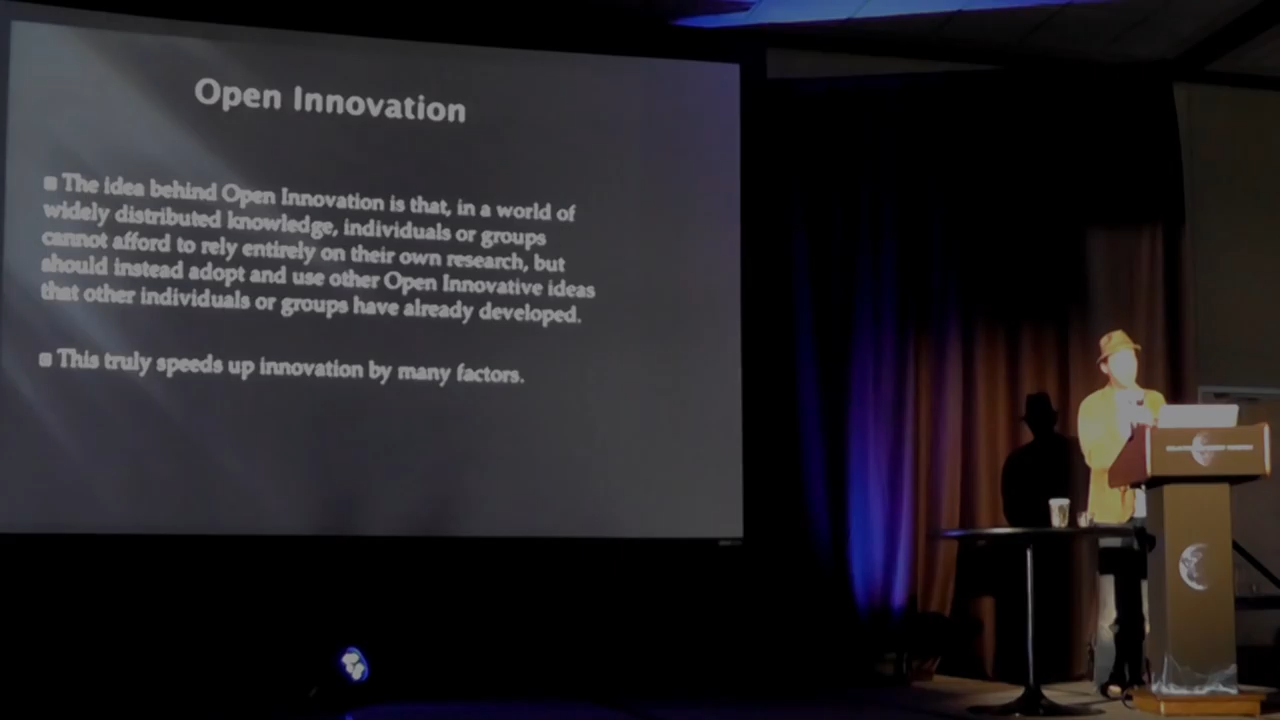 Open Innovation
The idea behind Open Innovation is that, in a world of
widely distributed knowledge, individuals or groups
cannot afford to rely entirely on their own research, but
should instead adopt and use other Open Innovative ideas
that other individuals or groups have already developed.
This truly speeds up innovation by many factors.